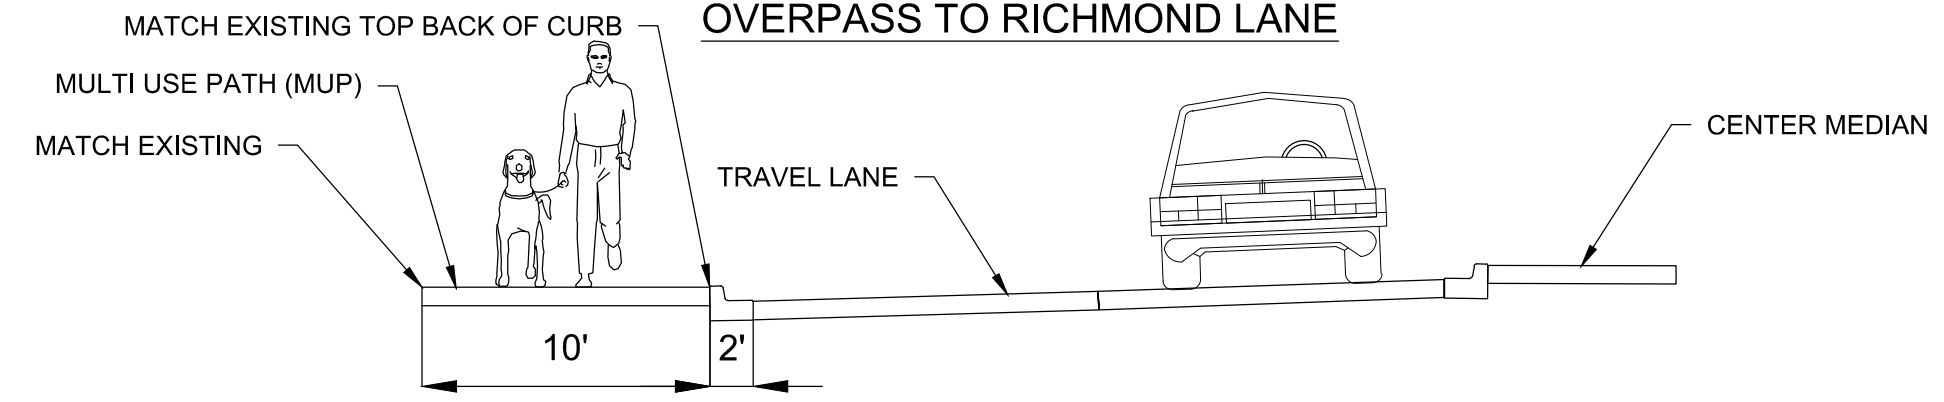 OVERPASS TO RICHMOND LANE
MATCH EXISTING TOP BACK OF CURB
MULTI USE PATH (MUP)
MATCH EXISTING
TRAVEL LANE
CENTER MEDIAN
10'
2'